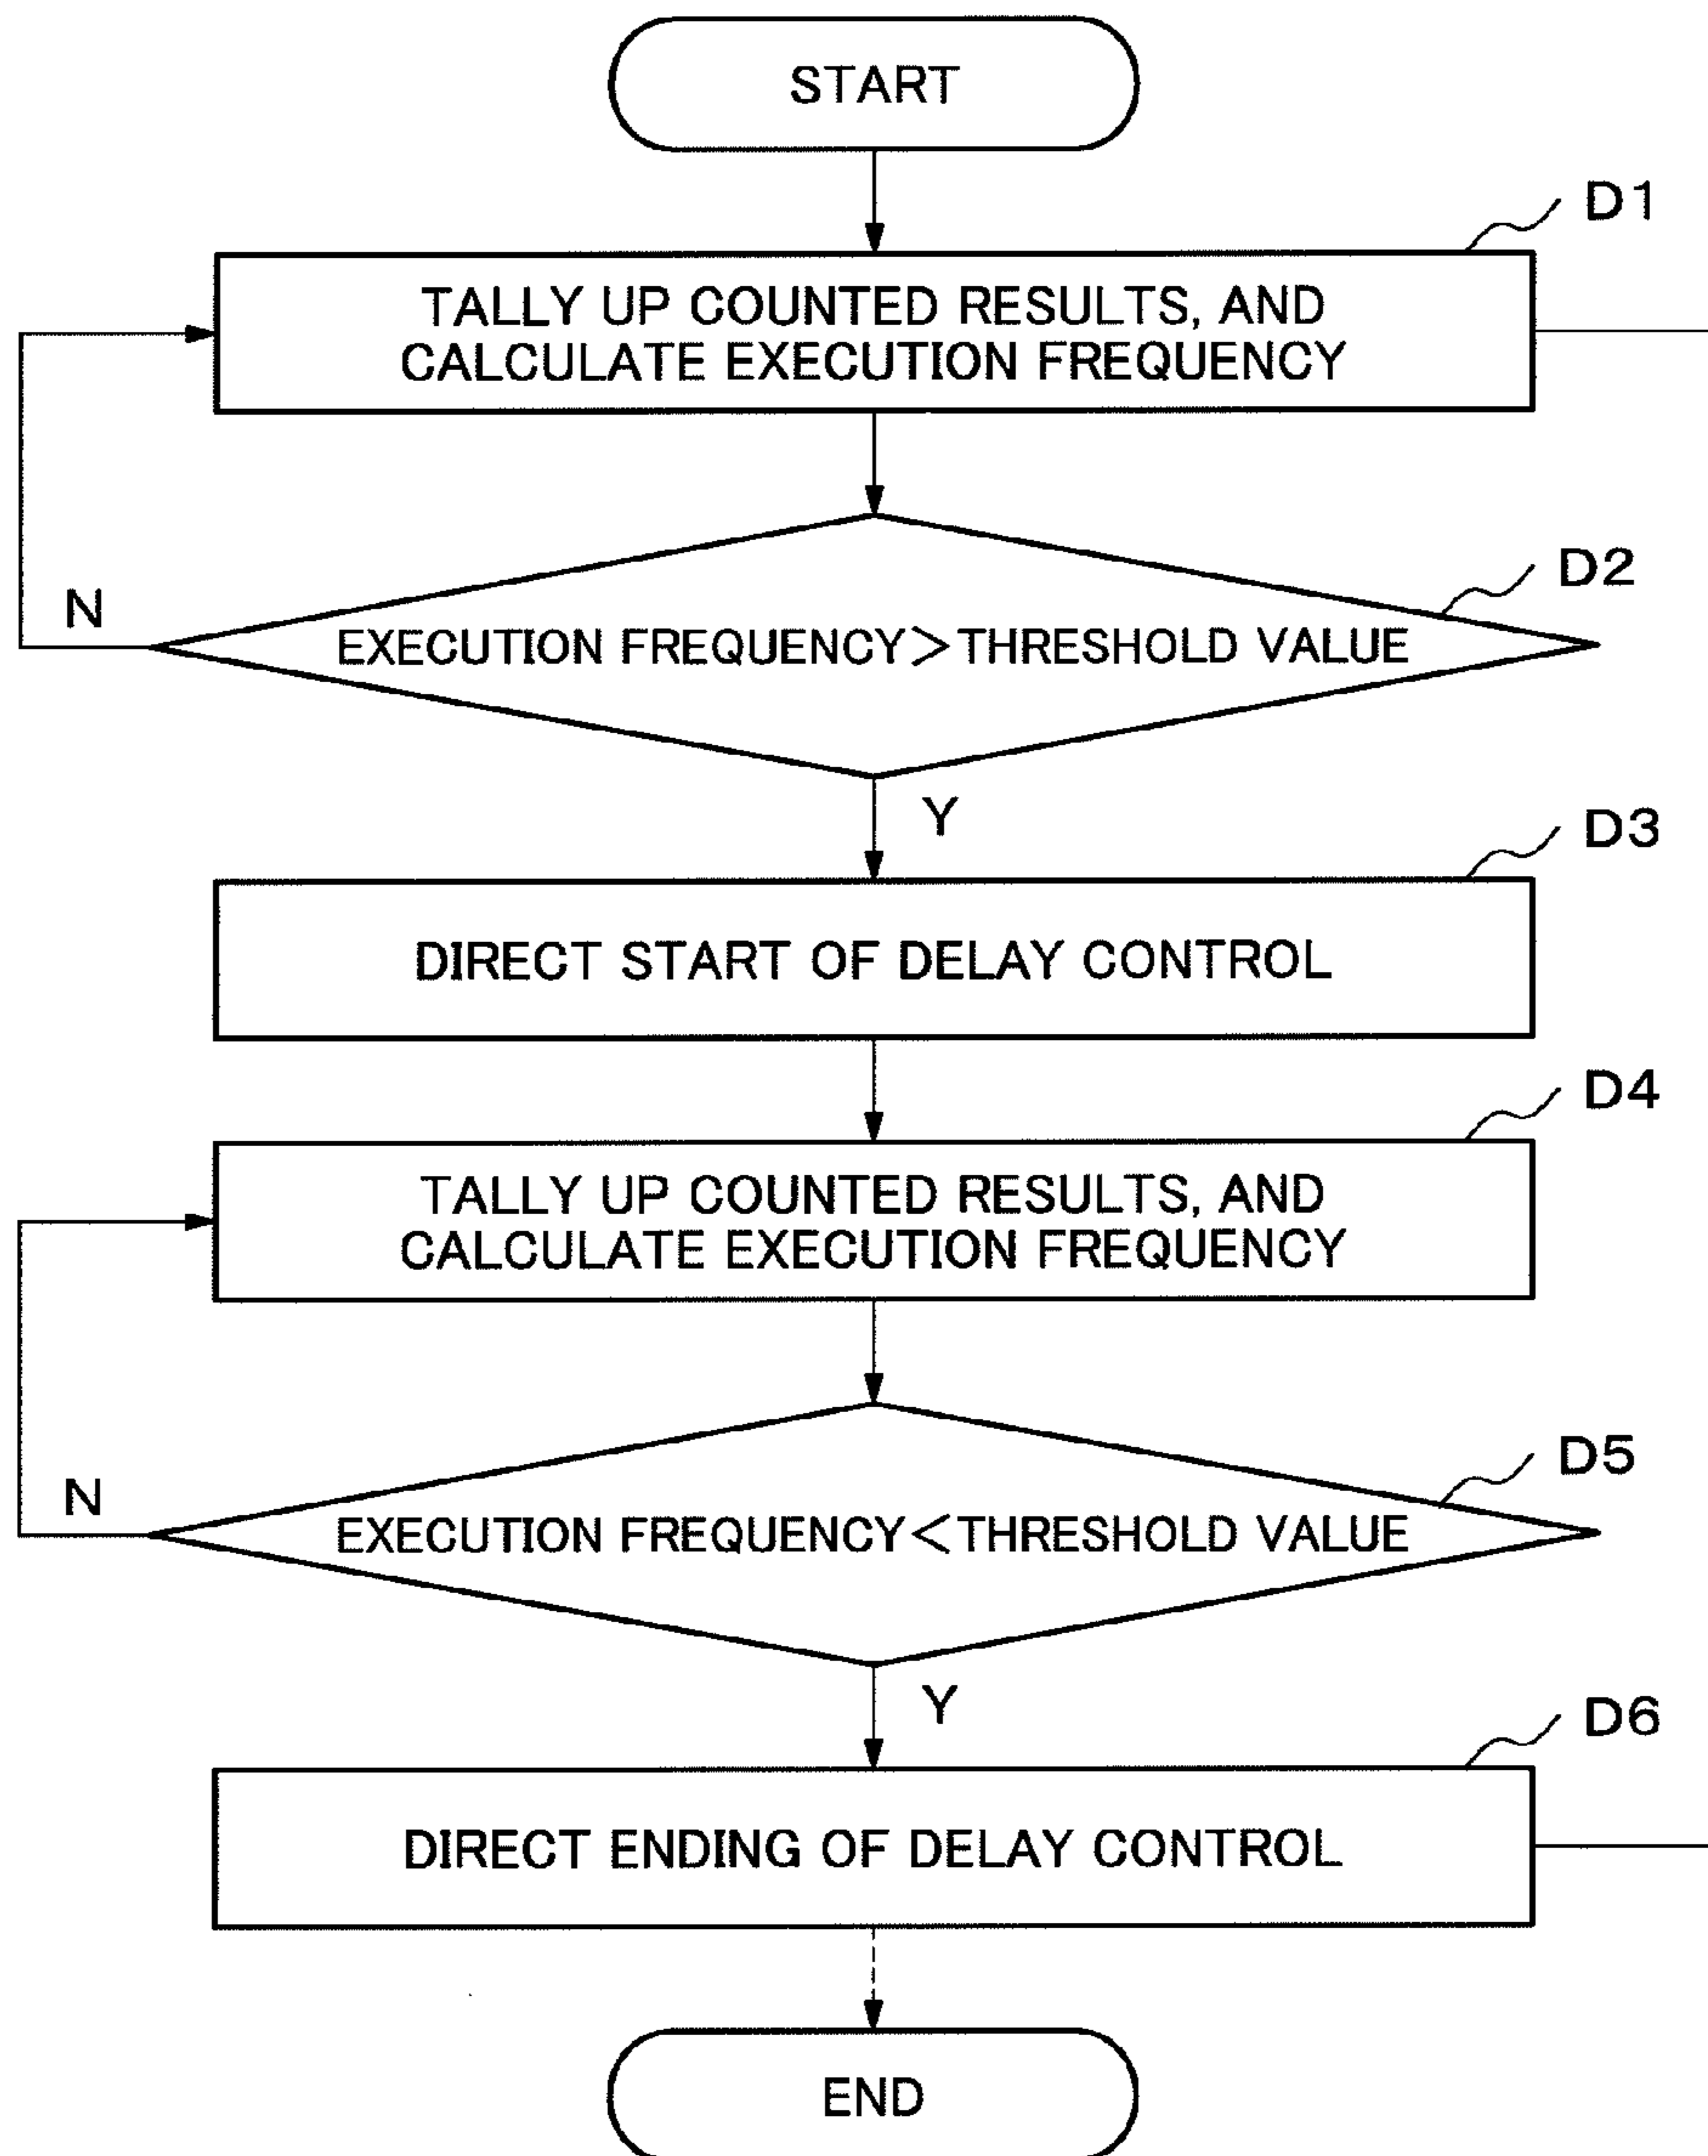 START
D1
TALLY UP COUNTED RESULTS, AND
CALCULATE EXECUTION FREQUENCY
D2
N
EXECUTION FREQUENCY>THRESHOLD VALUE
Y
D3
DIRECT START OF DELAY CONTROL
D4
TALLY UP COUNTED RESULTS, AND
CALCULATE EXECUTION FREQUENCY
D5
N
EXECUTION FREQUENCY<THRESHOLD VALUE
Y
D6
DIRECT ENDING OF DELAY CONTROL
END